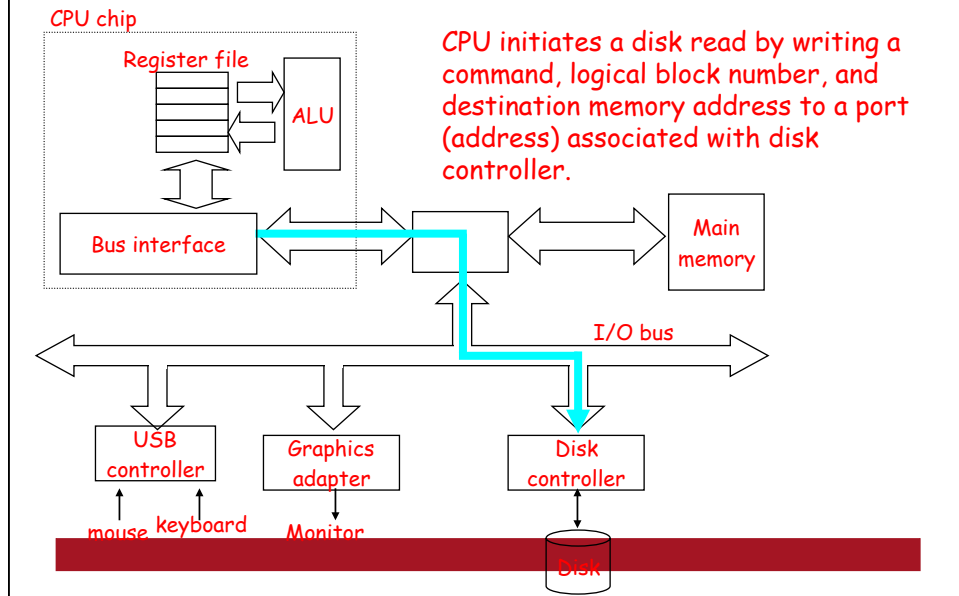 CPU chip
Register file
ALU
CPU initiates a disk read by writing a
command, logical block number, and
destination memory address to a port
(address) associated with disk
controller.
Bus interface
Main
memory
I/O bus
USB
controller
Graphics
adapter
Disk
controller
mouse
keyboard
Monitor
Disk